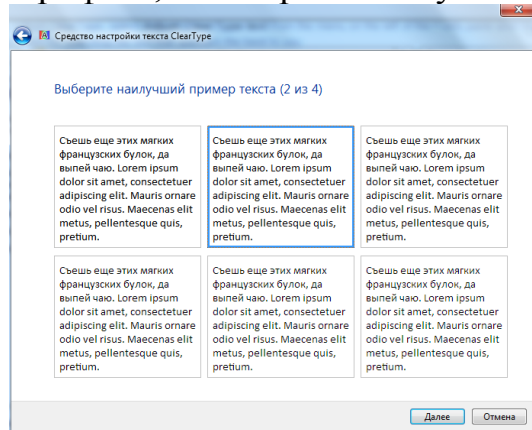 Средство настройки текста ClearType
Выберите наилучший пример текста (2 из 4)
Съешь еще этих мягких
французских булок, да
выпей чаю. Lorem ipsum
dolor sit amet, consectetuer
adipiscing elit. Mauris ornare
odio vel risus. Maecenas elit
metus, pellentesque quis,
pretium.
Съешь еще этих мягких
французских булок, да
выпей чаю. Lorem ipsum
dolor sit amet, consectetuer
adipiscing elit. Mauris ornare
odio vel risus. Maecenas elit
metus, pellentesque quis,
pretium.
Съешь еще этих мягких
французских булок, да
выпей чаю. Lorem ipsum
dolor sit amet, consectetuer
adipiscing elit. Mauris ornare
odio vel risus. Maecenas elit
metus, pellentesque quis,
pretium.
Съешь еще этих мягких
французских булок, да
выпей чаю. Lorem ipsum
dolor sit amet, consectetuer
adipiscing elit. Mauris ornare
odio vel risus. Maecenas elit
metus, pellentesque quis,
pretium.
Съешь еще этих мягких
французских булок, да
выпей чаю. Lorem ipsum
dolor sit amet, consectetuer
adipiscing elit. Mauris ornare
odio vel risus. Maecenas elit
metus, pellentesque quis,
pretium.
Съешь еще этих мягких
французских булок, да
выпей чаю. Lorem ipsum
dolor sit amet, consectetuer
adipiscing elit. Mauris ornare
odio vel risus. Maecenas elit
metus, pellentesque quis,
pretium.
Далее
Отмена